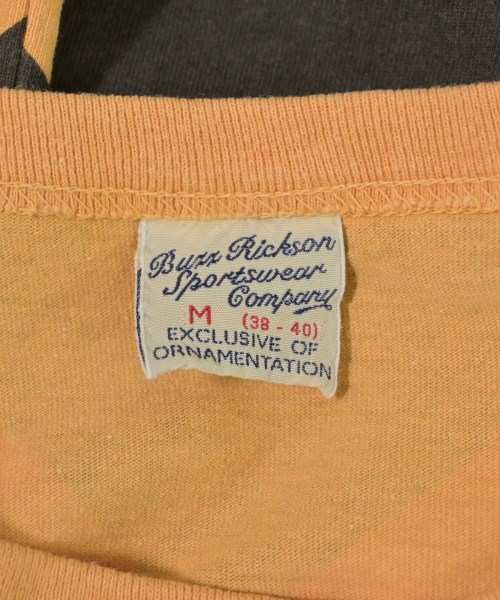 Buzz Rickson
Sportswear
Company
M (38 - 40)
EXCLUSIVE OF
ORNAMENTATION